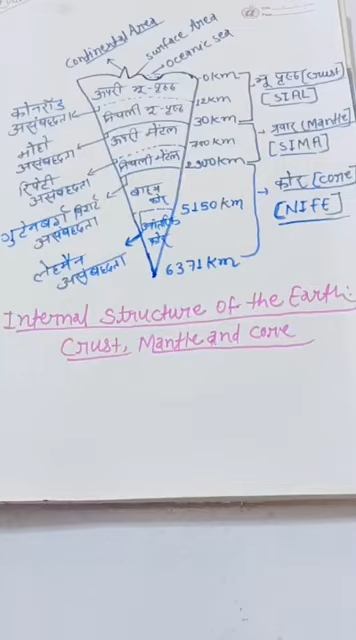 Continental Area
surface Area
oceanic sea
ऊपरी भू-पृष्ठ
निचली भू-पृष्ठ
ऊपरी मेंटल
निचली मेंटल
बाह्य
कोर
आंतरिक
कोर
कोनरॉड
असंबद्धता
मोहो
असंबद्धता
रिपेटी
असंबद्धता
गुटेनबर्ग विचार्ट
असंबद्धता
लेहमैन
असंबद्धता
0km
12km
30km
700km
2900km
5150km
6371km
भू पृष्ठ [Crust]
[SIAL]
[Mantle]
[SIMA]
कोर [core]
[NIFE]
Internal structure of the Earth:
Crust, Mantle and core